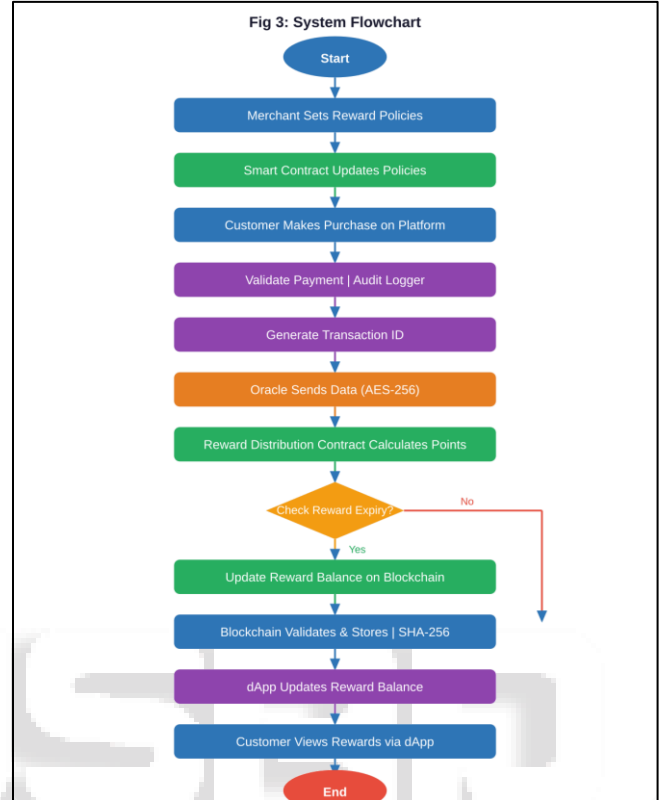 Fig 3: System Flowchart
Start
Merchant Sets Reward Policies
Smart Contract Updates Policies
Customer Makes Purchase on Platform
Validate Payment | Audit Logger
Generate Transaction ID
Oracle Sends Data (AES-256)
Reward Distribution Contract Calculates Points
Check Reward Expiry?
No
Yes
Update Reward Balance on Blockchain
Blockchain Validates & Stores | SHA-256
dApp Updates Reward Balance
Customer Views Rewards via dApp
End